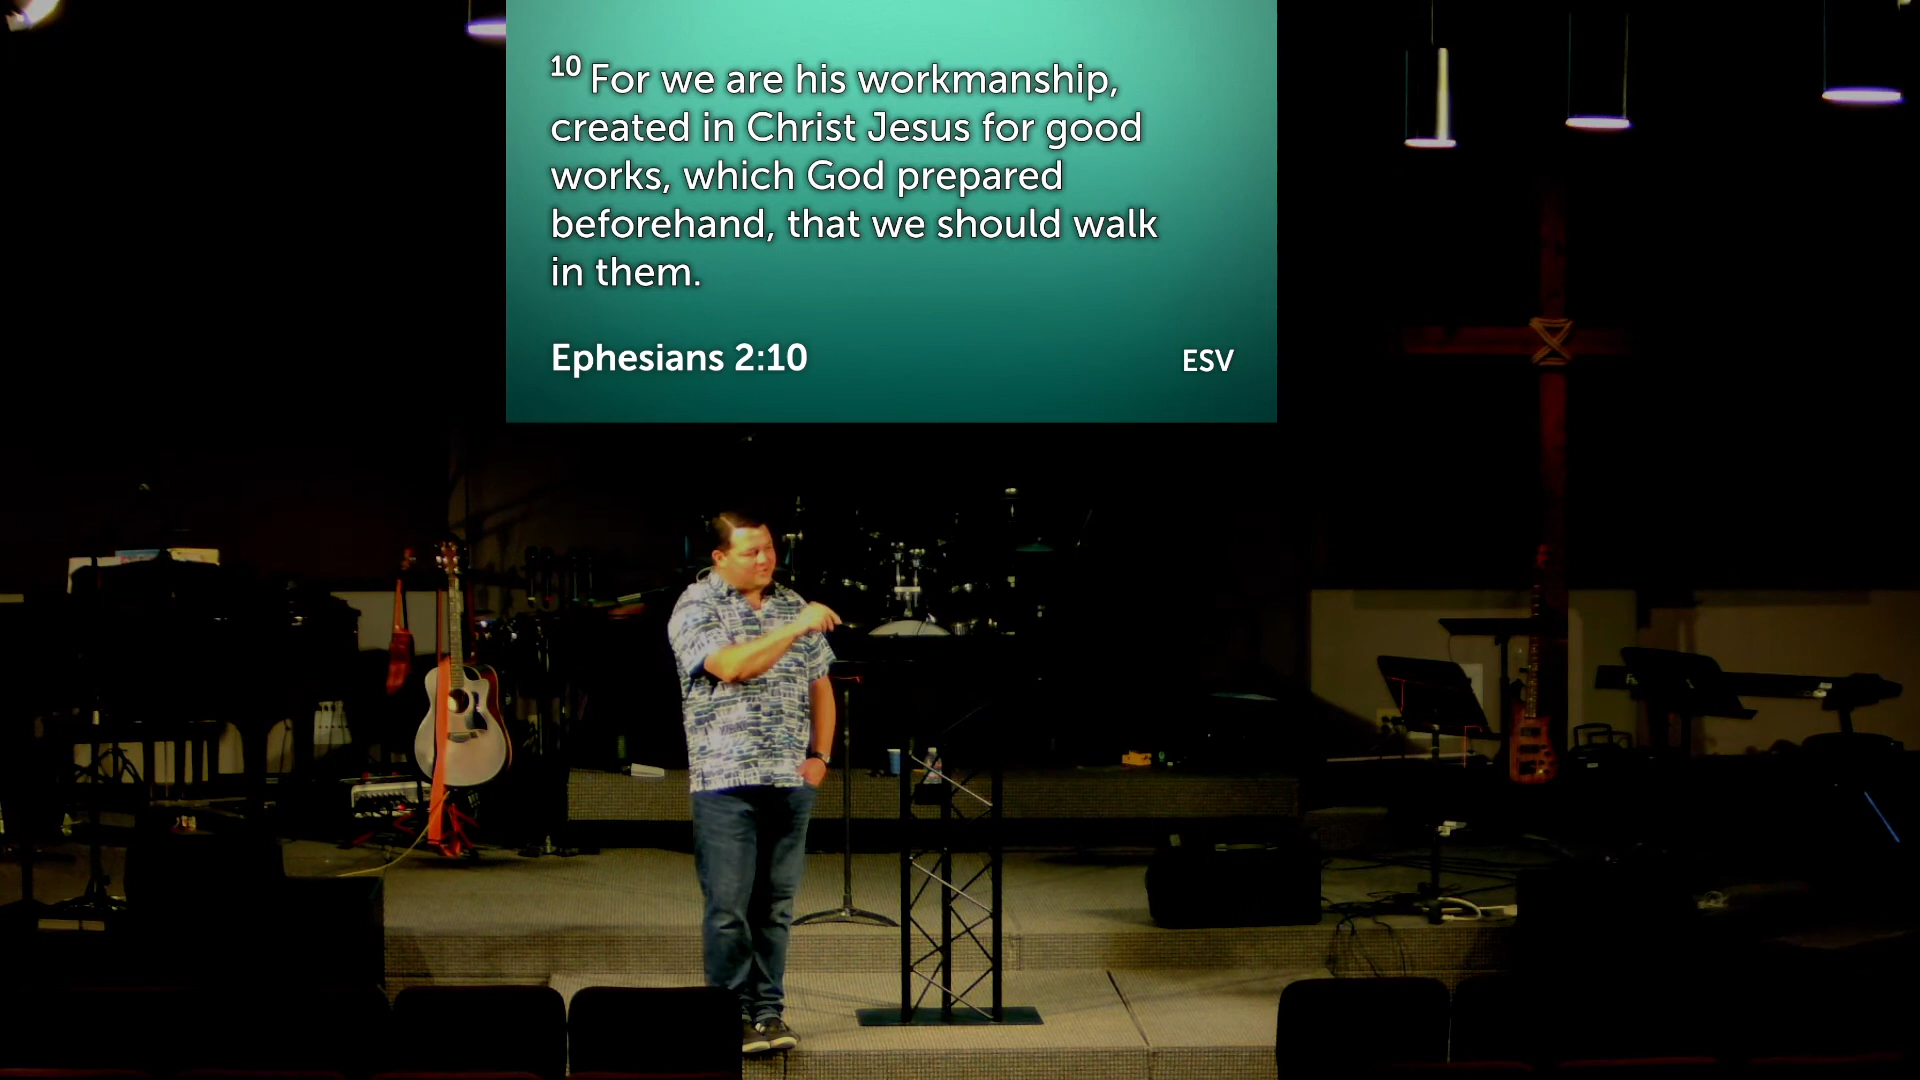 10 For we are his workmanship,
created in Christ Jesus for good
works, which God prepared
beforehand, that we should walk
in them.
Ephesians 2:10
ESV